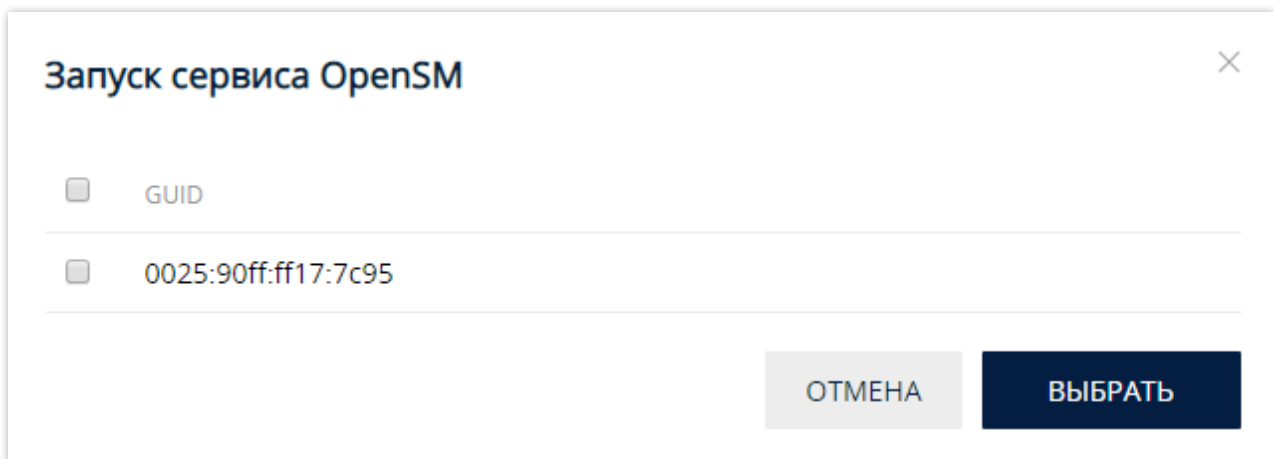 Запуск сервиса OpenSM
GUID
0025:90ff:ff17:7c95
ОТМЕНА ВЫБРАТЬ